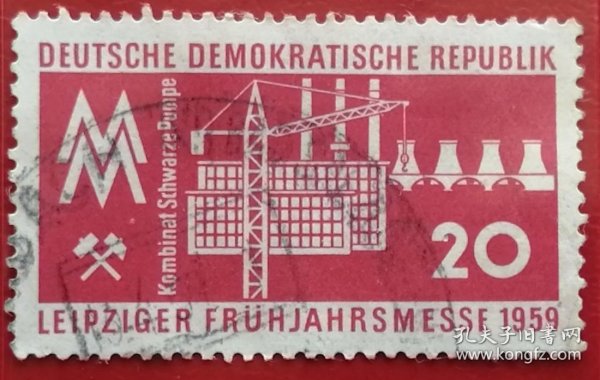 DEUTSCHE DEMOKRATISCHE REPUBLIK
MM
Kombinat Schwarze Pumpe
20
LEIPZIGER FRÜHJAHRSMESSE 1959
孔夫子旧书网
www.kongfz.com